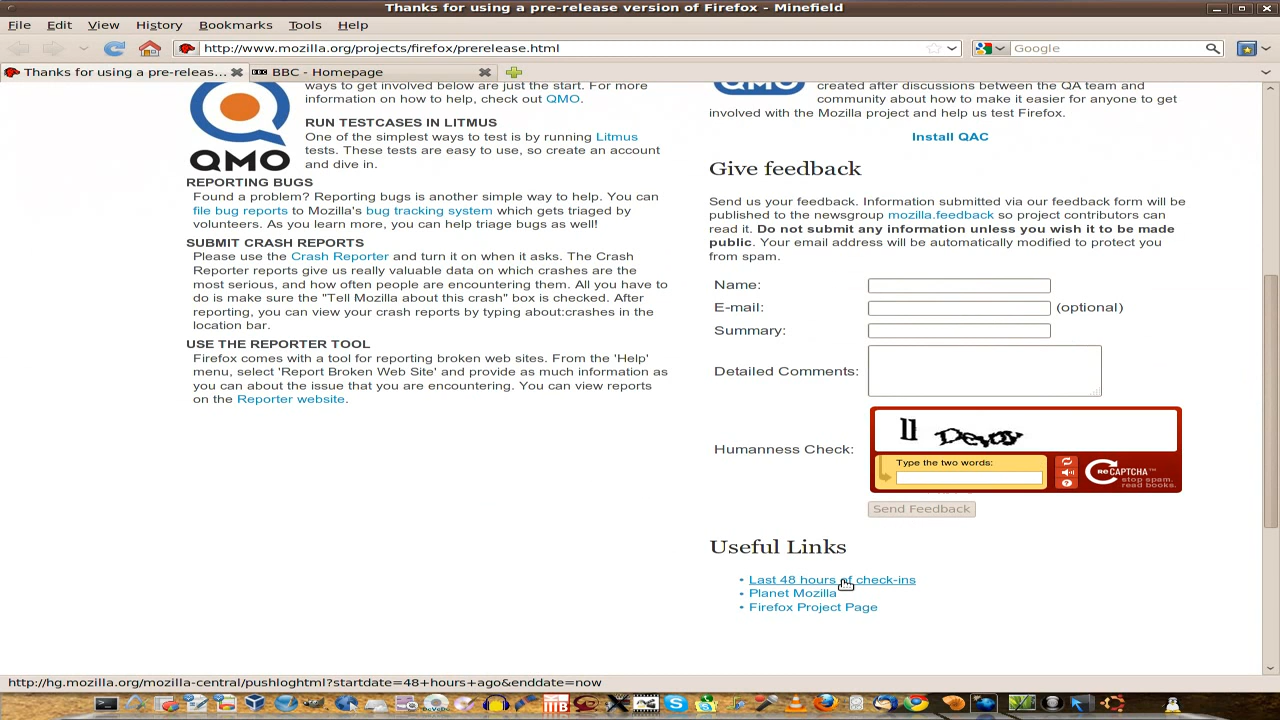 Thanks for using a pre-release version of Firefox - Minefield
File Edit View History Bookmarks Tools Help
http://www.mozilla.org/projects/firefox/prerelease.html
Google
Thanks for using a pre-releas...
BBC - Homepage
ways to get involved below are just the start. For more
information on how to help, check out QMO.
QMO
RUN TESTCASES IN LITMUS
One of the simplest ways to test is by running Litmus
tests. These tests are easy to use, so create an account
and dive in.
REPORTING BUGS
Found a problem? Reporting bugs is another simple way to help. You can
file bug reports to Mozilla's bug tracking system which gets triaged by
volunteers. As you learn more, you can help triage bugs as well!
SUBMIT CRASH REPORTS
Please use the Crash Reporter and turn it on when it asks. The Crash
Reporter reports give us really valuable data on which crashes are the
most serious, and how often people are encountering them. All you have to
do is make sure the "Tell Mozilla about this crash" box is checked. After
reporting, you can view your crash reports by typing about:crashes in the
location bar.
USE THE REPORTER TOOL
Firefox comes with a tool for reporting broken web sites. From the 'Help'
menu, select 'Report Broken Web Site' and provide as much information as
you can about the issue that you are encountering. You can view reports
on the Reporter website.
created after discussions between the QA team and
community about how to make it easier for anyone to get
involved with the Mozilla project and help us test Firefox.
Install QAC
Give feedback
Send us your feedback. Information submitted via our feedback form will be
published to the newsgroup mozilla.feedback so project contributors can
read it. Do not submit any information unless you wish it to be made
public. Your email address will be automatically modified to protect you
from spam.
Name:
E-mail: (optional)
Summary:
Detailed Comments:
Humanness Check:
ll Devoy
Type the two words:
reCAPTCHA™
stop spam.
read books.
Send Feedback
Useful Links
• Last 48 hours of check-ins
• Planet Mozilla
• Firefox Project Page
http://hg.mozilla.org/mozilla-central/pushloghtml?startdate=48+hours+ago&enddate=now